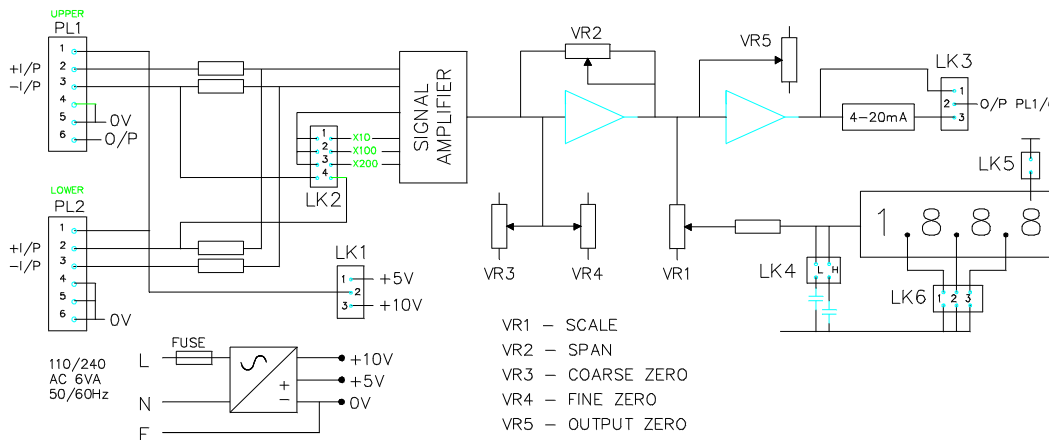 UPPER
PL1
1
+I/P 2
-I/P 3
4
5 0V
6 O/P
LOWER
PL2
1
+I/P 2
-I/P 3
4
5
6 0V
1 X10
2 X100
3 X200
4
LK2
SIGNAL
AMPLIFIER
LK1
1 +5V
2
3 +10V
VR2
VR3
VR4
VR5
VR1
4-20mA
LK3
1
2 O/P PL1/
3
LK5
1 8 8 8
LK4
L H
LK6
1 2 3
110/240
AC 6VA
50/60Hz
L
N
E
FUSE
+
-
+10V
+5V
0V
VR1 - SCALE
VR2 - SPAN
VR3 - COARSE ZERO
VR4 - FINE ZERO
VR5 - OUTPUT ZERO